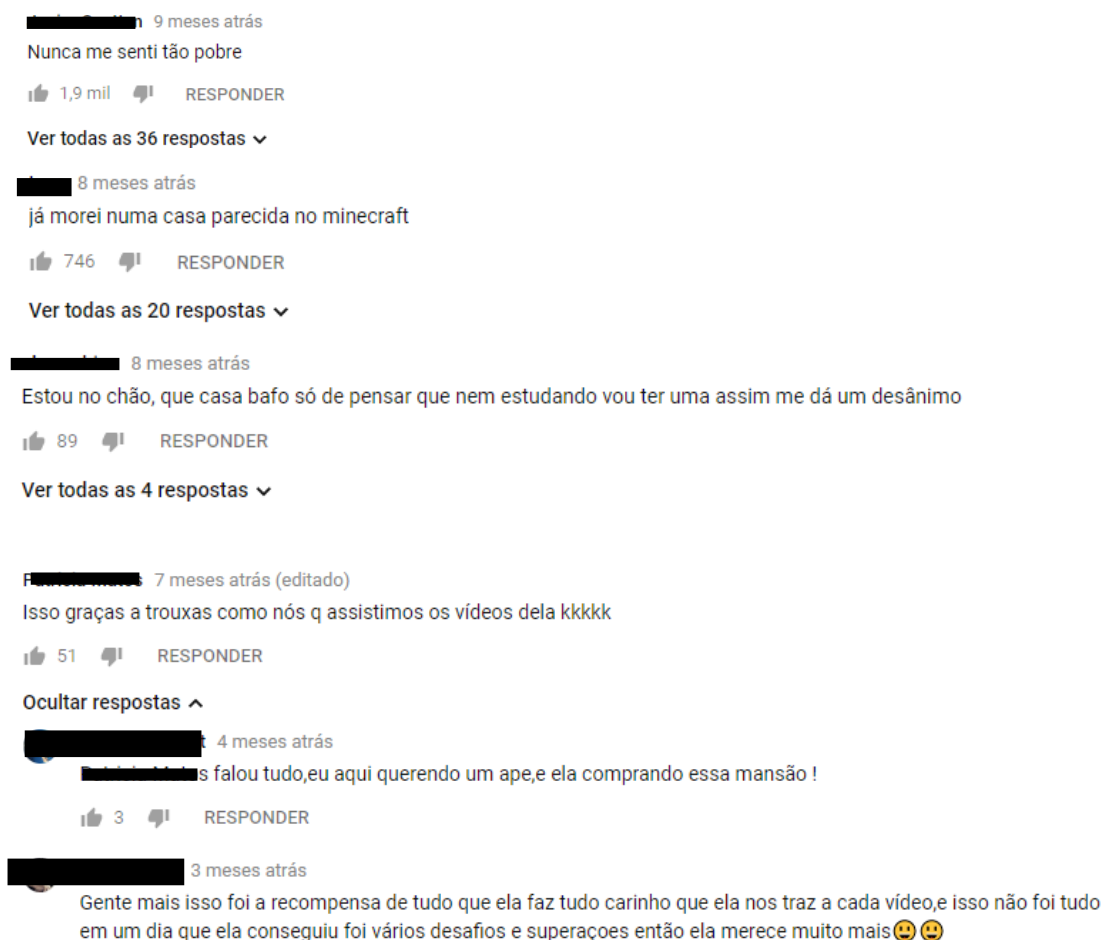 9 meses atrás
Nunca me senti tão pobre
1,9 mil RESPONDER
Ver todas as 36 respostas
8 meses atrás
já morei numa casa parecida no minecraft
746 RESPONDER
Ver todas as 20 respostas
8 meses atrás
Estou no chão, que casa bafo só de pensar que nem estudando vou ter uma assim me dá um desânimo
89 RESPONDER
Ver todas as 4 respostas
7 meses atrás (editado)
Isso graças a trouxas como nós q assistimos os vídeos dela kkkkk
51 RESPONDER
Ocultar respostas
4 meses atrás
falou tudo,eu aqui querendo um ape,e ela comprando essa mansão !
3 RESPONDER
3 meses atrás
Gente mais isso foi a recompensa de tudo que ela faz tudo carinho que ela nos traz a cada vídeo,e isso não foi tudo
em um dia que ela conseguiu foi vários desafios e superaçoes então ela merece muito mais😃😃